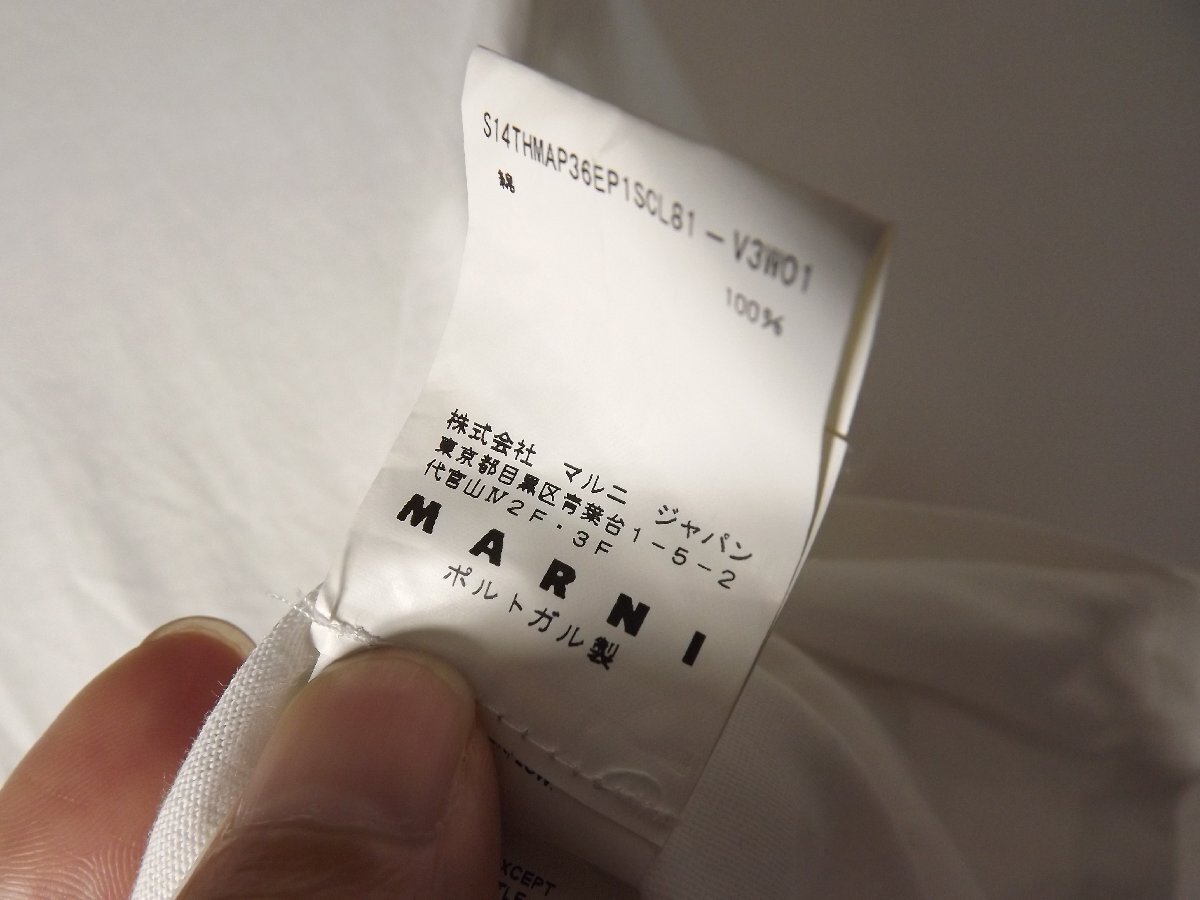 S14THMAP36EP1SCL81-V3W01
綿 100%
株式会社 マルニ ジャパン
東京都目黒区青葉台1-5-2
代官山Ⅳ2F・3F
MARNI
ポルトガル製
XCEPT